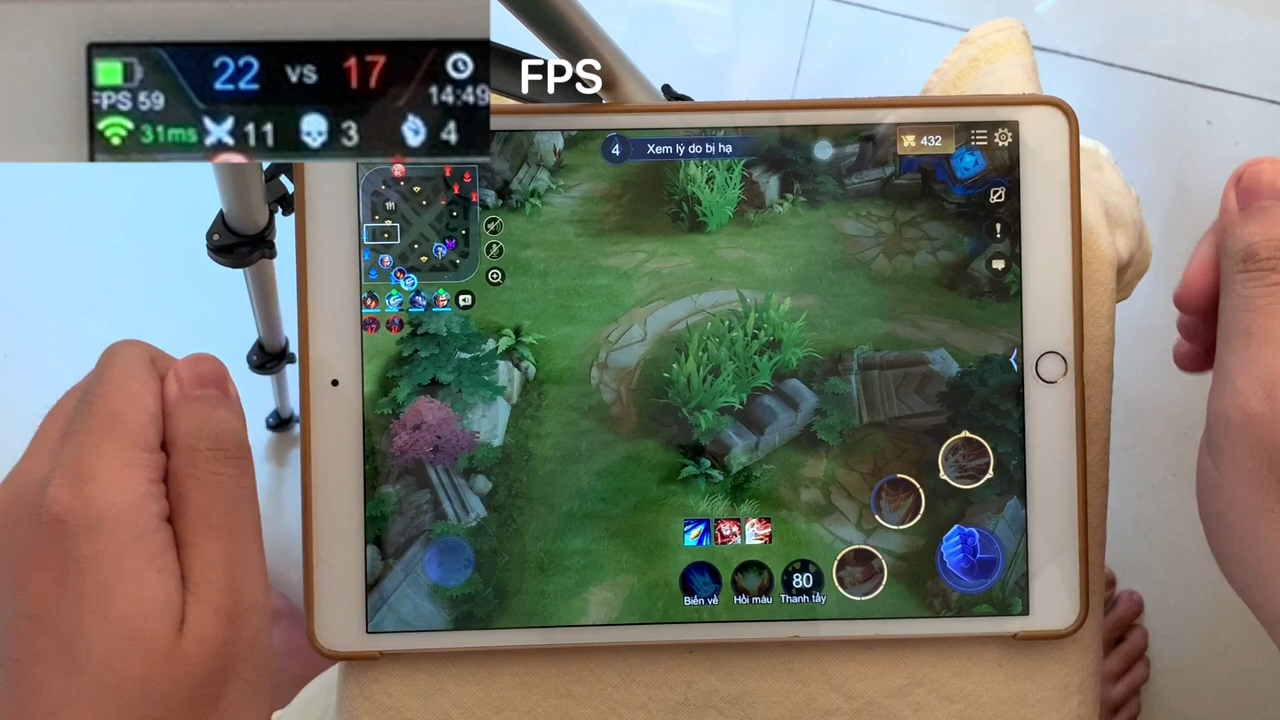 22 vs 17
FPS 59
14:49
31ms
11
3
4
FPS
4 Xem lý do bị hạ
432
80
Biến về Hồi máu Thanh tẩy